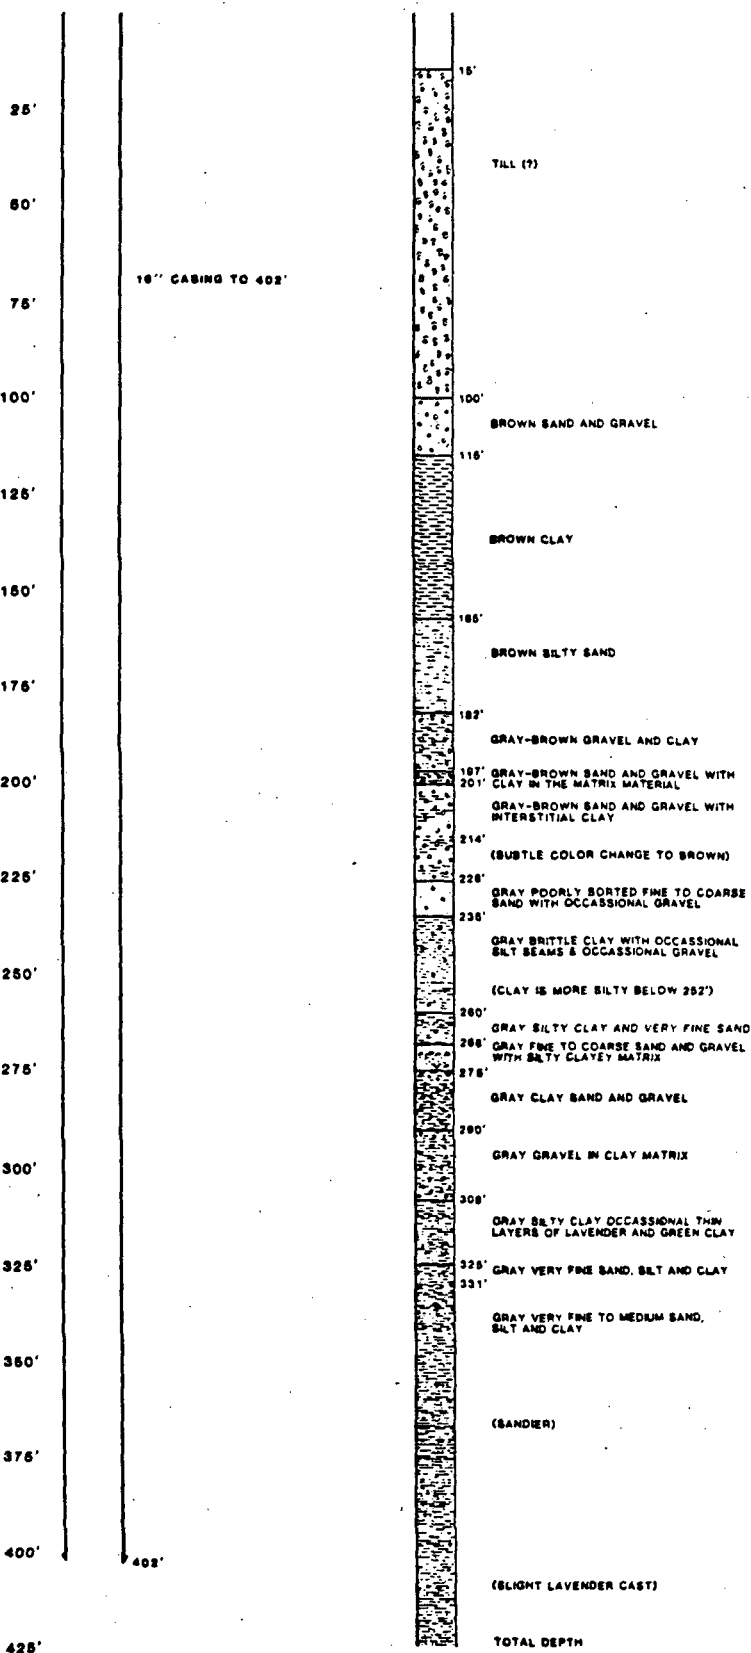 15'
25'
TILL (?)
50'
16'' CASING TO 402'
75'
100'
100'
BROWN SAND AND GRAVEL
115'
125'
BROWN CLAY
150'
155'
BROWN SILTY SAND
175'
182'
GRAY-BROWN GRAVEL AND CLAY
197' GRAY-BROWN SAND AND GRAVEL WITH
200'
201' CLAY IN THE MATRIX MATERIAL
GRAY-BROWN SAND AND GRAVEL WITH
INTERSTITIAL CLAY
214'
(SUBTLE COLOR CHANGE TO BROWN)
225'
226'
GRAY POORLY SORTED FINE TO COARSE
SAND WITH OCCASSIONAL GRAVEL
235'
GRAY BRITTLE CLAY WITH OCCASSIONAL
SILT SEAMS & OCCASSIONAL GRAVEL
250'
(CLAY IS MORE SILTY BELOW 252')
260'
GRAY SILTY CLAY AND VERY FINE SAND
268' GRAY FINE TO COARSE SAND AND GRAVEL
WITH SILTY CLAYEY MATRIX
275'
275'
GRAY CLAY SAND AND GRAVEL
290'
GRAY GRAVEL IN CLAY MATRIX
300'
308'
GRAY SILTY CLAY OCCASSIONAL THIN
LAYERS OF LAVENDER AND GREEN CLAY
325'
325' GRAY VERY FINE SAND, SILT AND CLAY
331'
GRAY VERY FINE TO MEDIUM SAND,
SILT AND CLAY
350'
(SANDIER)
375'
400'
402'
(SLIGHT LAVENDER CAST)
TOTAL DEPTH
425'